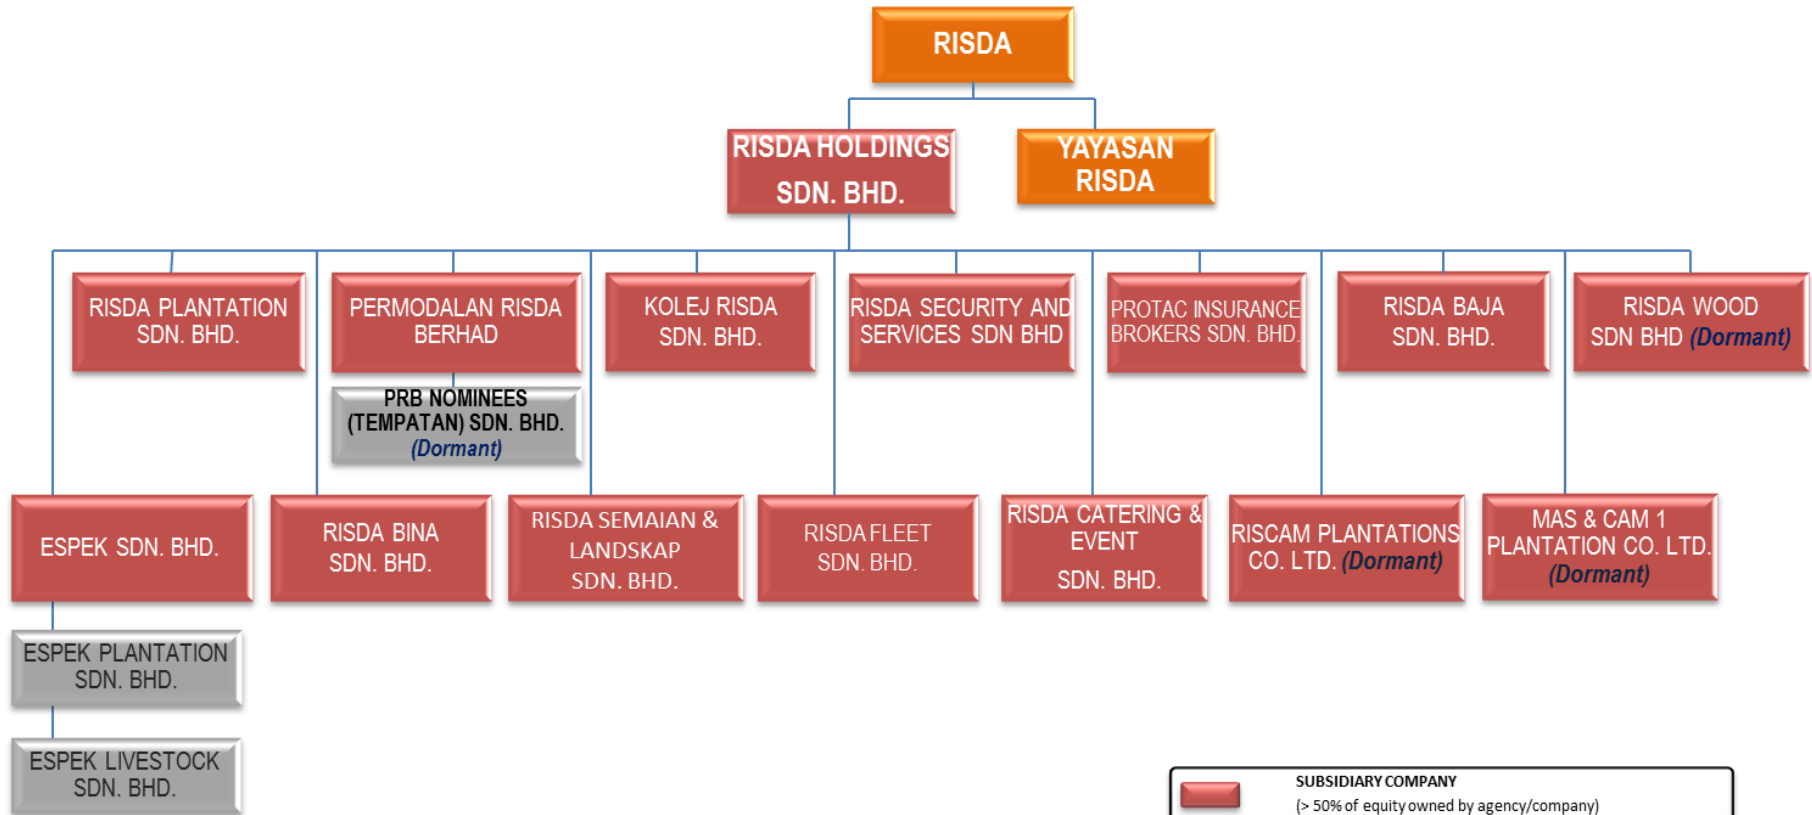 RISDA
RISDA HOLDINGS
SDN. BHD.
YAYASAN
RISDA
RISDA PLANTATION
SDN. BHD.
PERMODALAN RISDA
BERHAD
KOLEJ RISDA
SDN. BHD.
RISDA SECURITY AND
SERVICES SDN BHD
PROTAC INSURANCE
BROKERS SDN. BHD.
RISDA BAJA
SDN. BHD.
RISDA WOOD
SDN BHD (Dormant)
PRB NOMINEES
(TEMPATAN) SDN. BHD.
(Dormant)
ESPEK SDN. BHD.
RISDA BINA
SDN. BHD.
RISDA SEMAIAN &
LANDSKAP
SDN. BHD.
RISDA FLEET
SDN. BHD.
RISDA CATERING &
EVENT
SDN. BHD.
RISCAM PLANTATIONS
CO. LTD. (Dormant)
MAS & CAM 1
PLANTATION CO. LTD.
(Dormant)
ESPEK PLANTATION
SDN. BHD.
ESPEK LIVESTOCK
SDN. BHD.
SUBSIDIARY COMPANY
(> 50% of equity owned by agency/company)